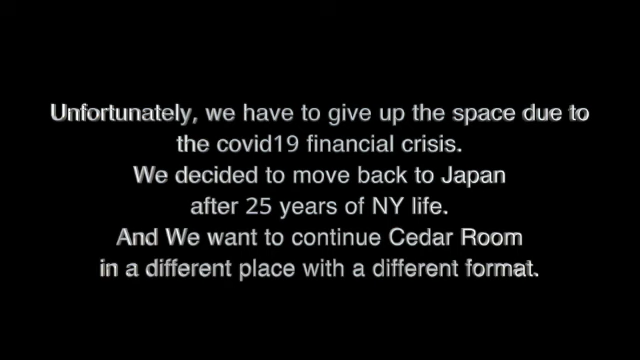 Unfortunately, we have to give up the space due to
the covid19 financial crisis.
We decided to move back to Japan
after 25 years of NY life.
And We want to continue Cedar Room
in a different place with a different format.